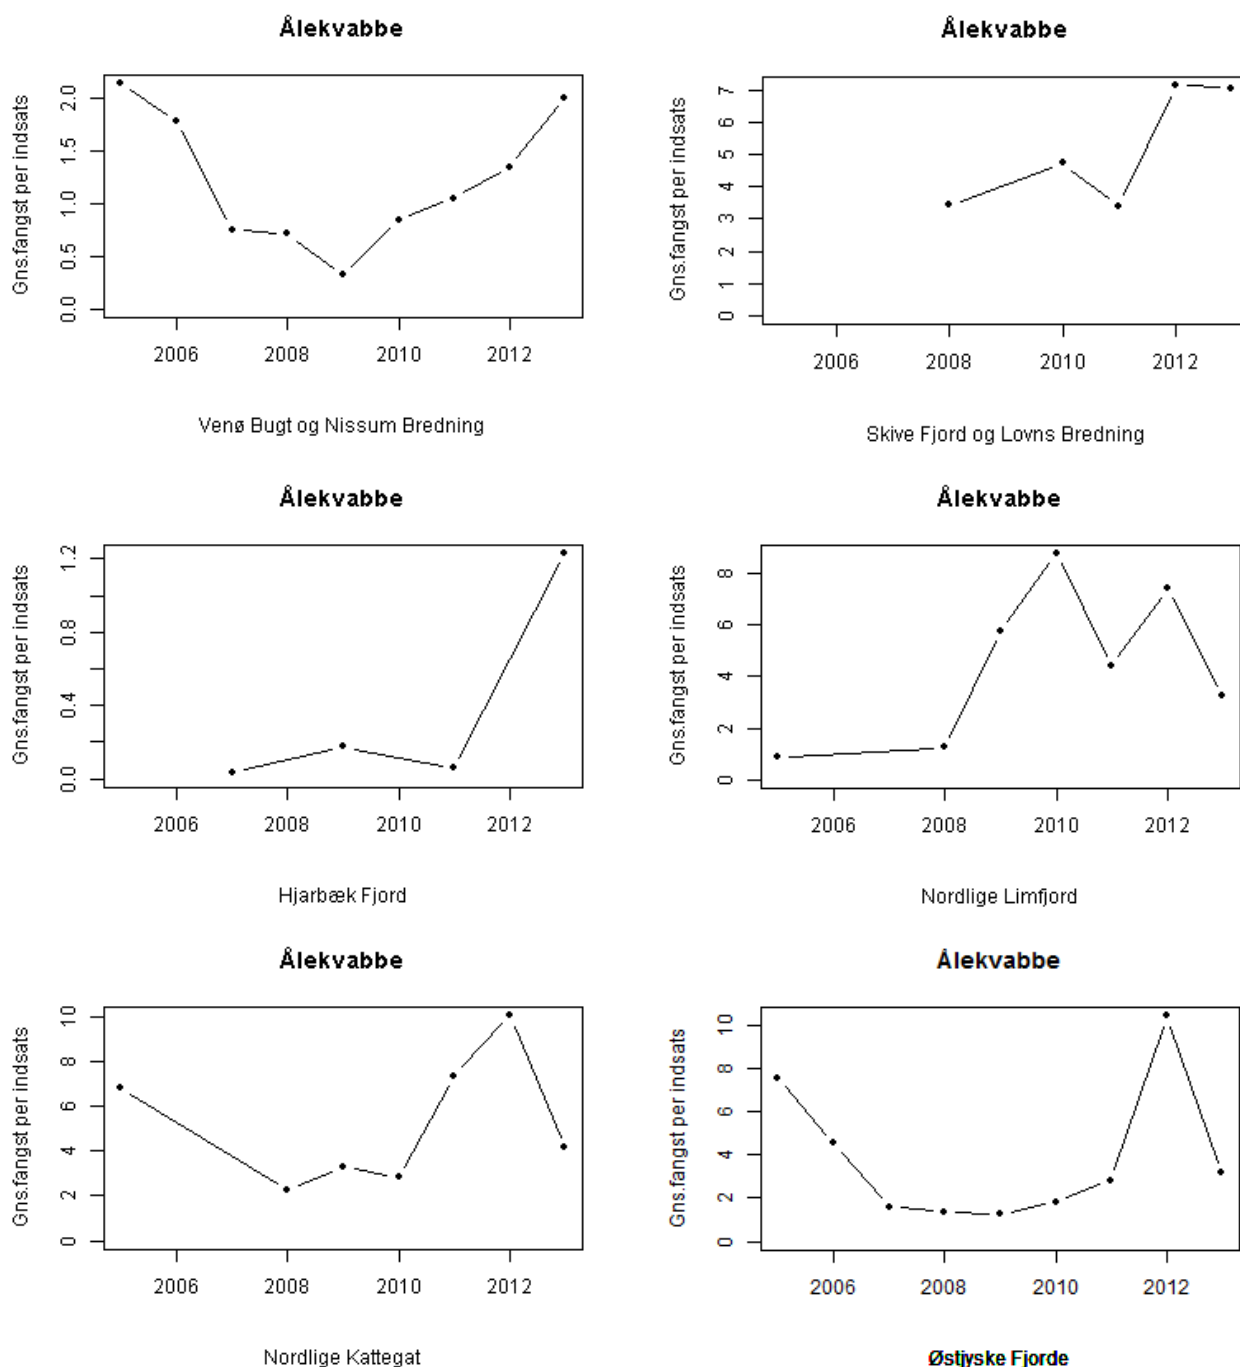 Ålekvabbe
Gns.fangst per indsats
2.0
1.5
1.0
0.5
0.0
2006 2008 2010 2012
Venø Bugt og Nissum Bredning
Ålekvabbe
Gns.fangst per indsats
7
6
5
4
3
2
1
0
2006 2008 2010 2012
Skive Fjord og Lovns Bredning
Ålekvabbe
Gns.fangst per indsats
1.2
0.8
0.4
0.0
2006 2008 2010 2012
Hjarbæk Fjord
Ålekvabbe
Gns.fangst per indsats
8
6
4
2
0
2006 2008 2010 2012
Nordlige Limfjord
Ålekvabbe
Gns.fangst per indsats
10
8
6
4
2
0
2006 2008 2010 2012
Nordlige Kattegat
Ålekvabbe
Gns.fangst per indsats
10
8
6
4
2
0
2006 2008 2010 2012
Østjyske Fjorde